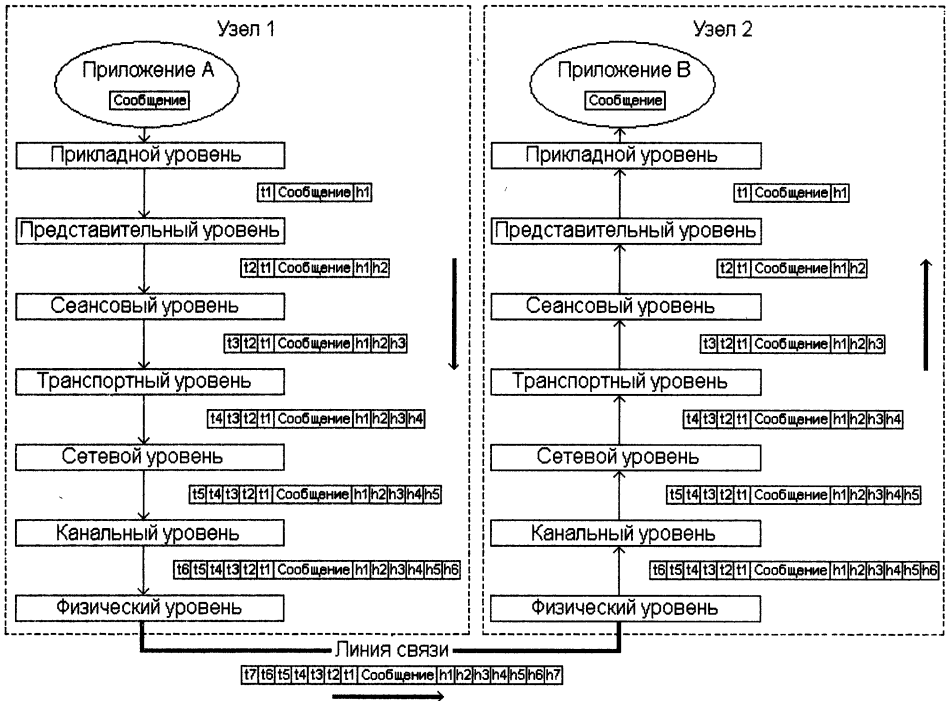 Узел 1
Приложение А
Сообщение
Прикладной уровень
t1 Сообщение h1
Представительный уровень
t2 t1 Сообщение h1 h2
Сеансовый уровень
t3 t2 t1 Сообщение h1 h2 h3
Транспортный уровень
t4 t3 t2 t1 Сообщение h1 h2 h3 h4
Сетевой уровень
t5 t4 t3 t2 t1 Сообщение h1 h2 h3 h4 h5
Канальный уровень
t6 t5 t4 t3 t2 t1 Сообщение h1 h2 h3 h4 h5 h6
Физический уровень
Узел 2
Приложение В
Сообщение
Прикладной уровень
t1 Сообщение h1
Представительный уровень
t2 t1 Сообщение h1 h2
Сеансовый уровень
t3 t2 t1 Сообщение h1 h2 h3
Транспортный уровень
t4 t3 t2 t1 Сообщение h1 h2 h3 h4
Сетевой уровень
t5 t4 t3 t2 t1 Сообщение h1 h2 h3 h4 h5
Канальный уровень
t6 t5 t4 t3 t2 t1 Сообщение h1 h2 h3 h4 h5 h6
Физический уровень
Линия связи
t7 t6 t5 t4 t3 t2 t1 Сообщение h1 h2 h3 h4 h5 h6 h7